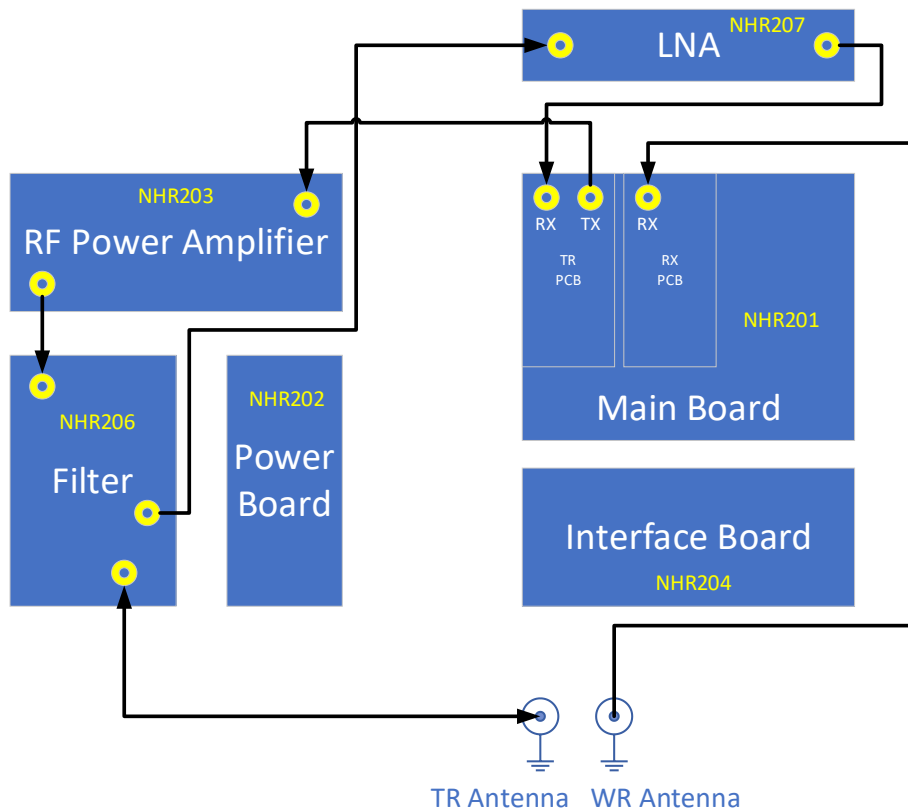 NHR207
LNA
NHR203
RF Power Amplifier
RX
TX
RX
TR
PCB
RX
PCB
NHR201
Main Board
NHR206
Filter
NHR202
Power
Board
Interface Board
NHR204
TR Antenna
WR Antenna